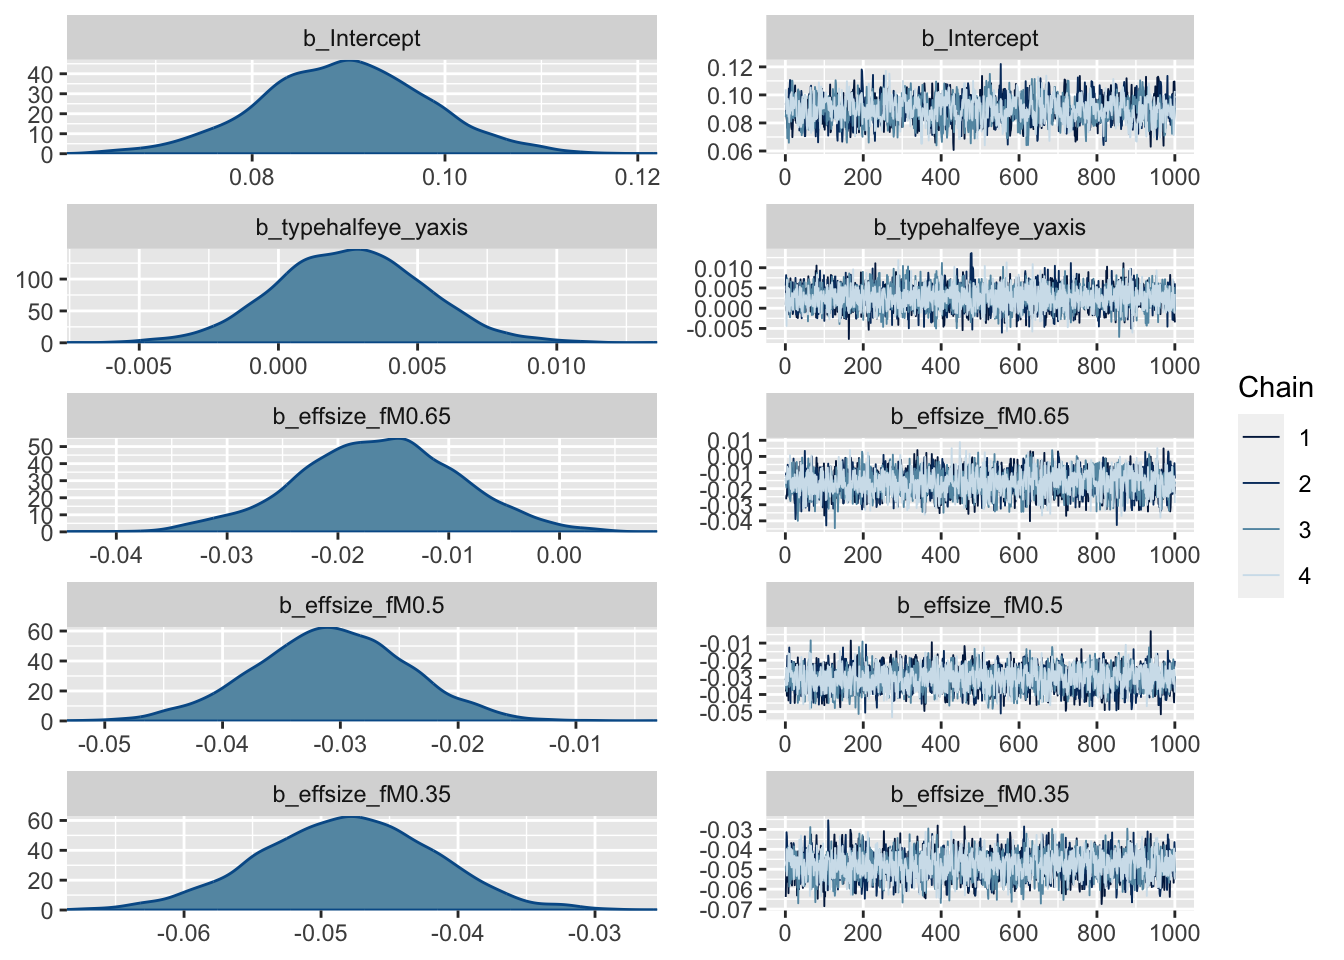 b_Intercept
40
30
20
10
0
0.08 0.10 0.12
b_Intercept
0.12
0.10
0.08
0.06
0 200 400 600 800 1000
b_typehalfeye_yaxis
100
50
0
-0.005 0.000 0.005 0.010
b_typehalfeye_yaxis
0.010
0.005
0.000
-0.005
0 200 400 600 800 1000
b_effsize_fM0.65
50
40
30
20
10
0
-0.04 -0.03 -0.02 -0.01 0.00
b_effsize_fM0.65
0.01
0.00
-0.01
-0.02
-0.03
-0.04
0 200 400 600 800 1000
b_effsize_fM0.5
60
40
20
0
-0.05 -0.04 -0.03 -0.02 -0.01
b_effsize_fM0.5
-0.01
-0.02
-0.03
-0.04
-0.05
0 200 400 600 800 1000
b_effsize_fM0.35
60
40
20
0
-0.06 -0.05 -0.04 -0.03
b_effsize_fM0.35
-0.03
-0.04
-0.05
-0.06
-0.07
0 200 400 600 800 1000
Chain
1
2
3
4